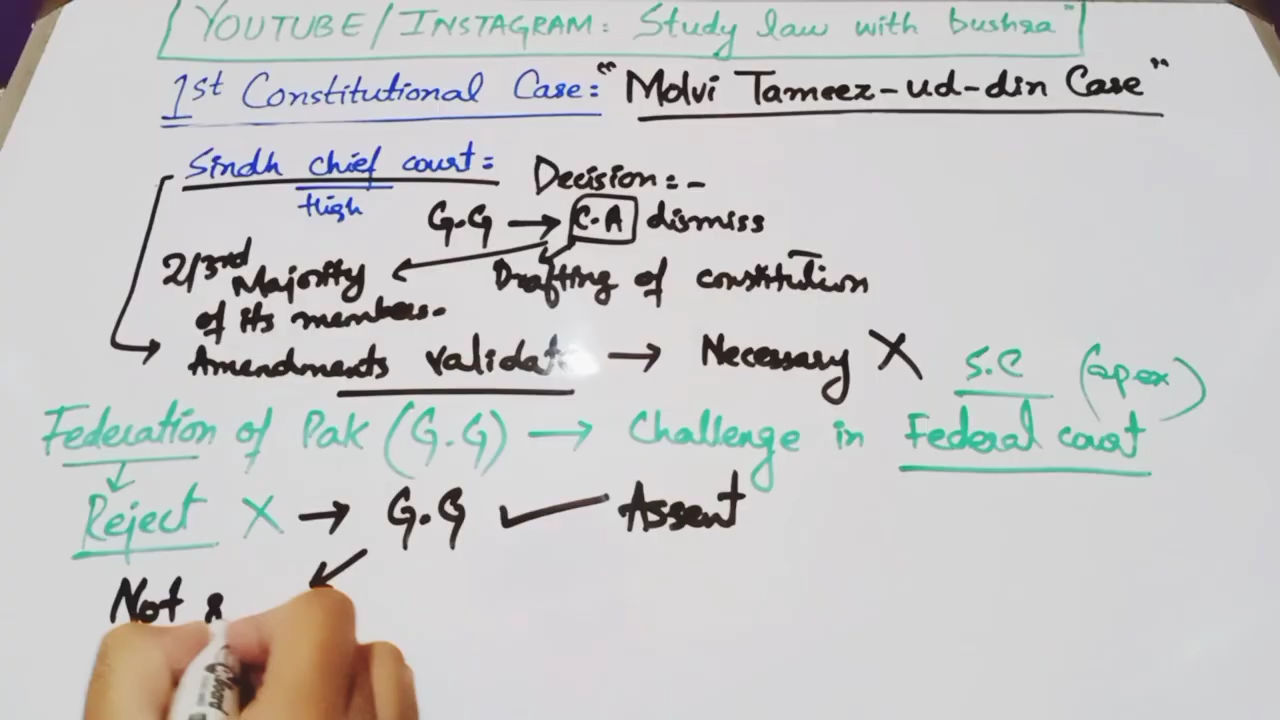 YOUTUBE/INSTAGRAM: Study law with bushra"
1st Constitutional Case: "Molvi Tameez-ud-din Case"
Sindh chief court:
High
Decision:-
G.G → C.A dismiss
2/3rd Majority of its members.
Drafting of constitution
Amendments validate → Necessary X
S.C (apex)
Federation of Pak (G.G) → Challenge in Federal court
Reject X → G.G ✓ Assent
Not